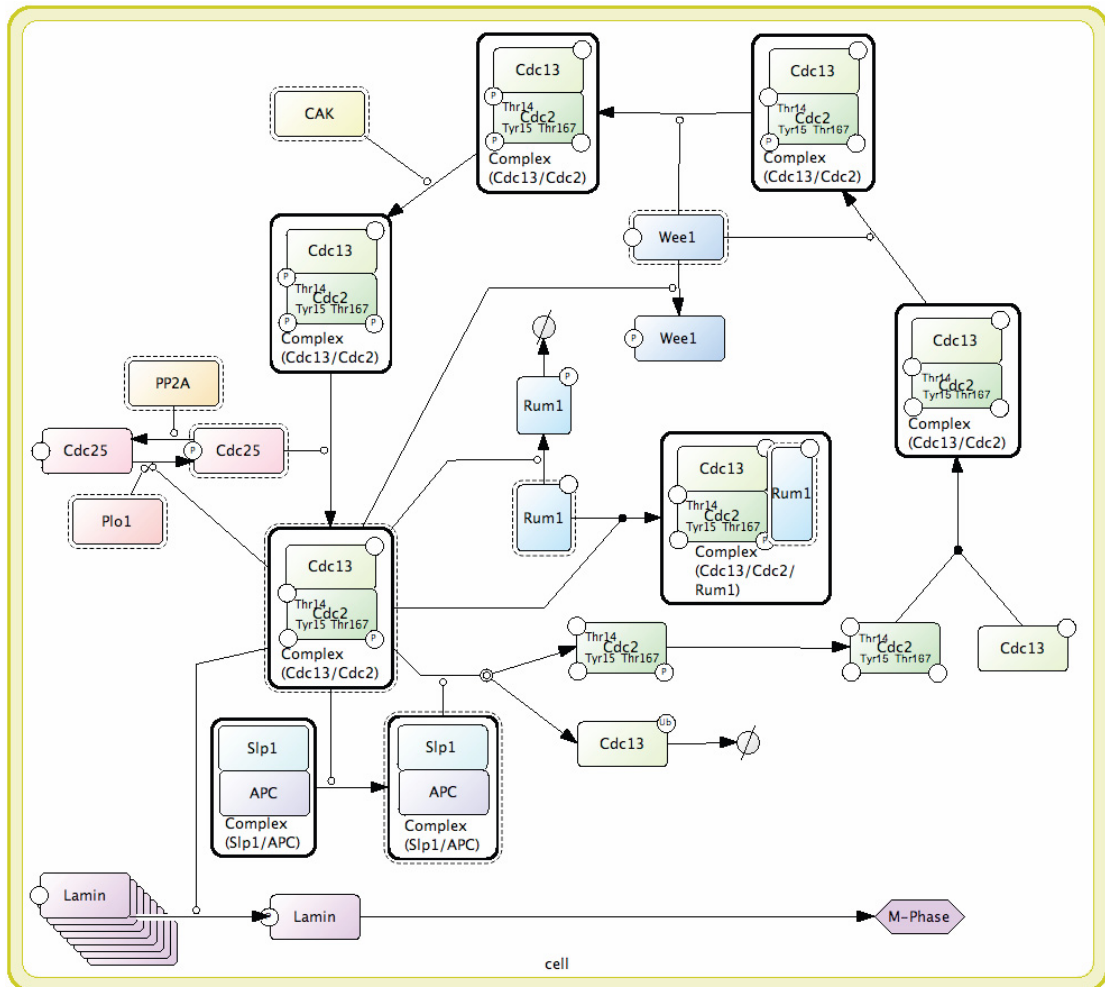 Cdc13
P
Thr14
Cdc2
Tyr15 Thr167
P
Complex
(Cdc13/Cdc2)
Cdc13
Thr14
Cdc2
Tyr15 Thr167
P
Complex
(Cdc13/Cdc2)
CAK
Cdc13
P
Thr14
Cdc2
Tyr15 Thr167
P
P
Complex
(Cdc13/Cdc2)
Wee1
P
Wee1
Cdc13
Thr14
Cdc2
Tyr15 Thr167
Complex
(Cdc13/Cdc2)
PP2A
Cdc25
P
Cdc25
Plo1
P
Rum1
Rum1
Cdc13
Thr14
Cdc2
Tyr15 Thr167
P
Rum1
Complex
(Cdc13/Cdc2/
Rum1)
Cdc13
Thr14
Cdc2
Tyr15 Thr167
P
Complex
(Cdc13/Cdc2)
Thr14
Cdc2
Tyr15 Thr167
P
Thr14
Cdc2
Tyr15 Thr167
Cdc13
Ub
Cdc13
Slp1
APC
Complex
(Slp1/APC)
Slp1
APC
Complex
(Slp1/APC)
Lamin
P
Lamin
M-Phase
cell